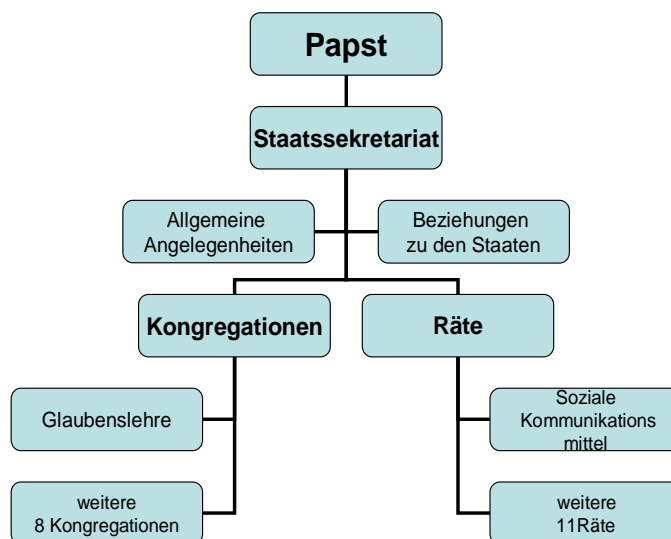 Papst
Staatssekretariat
Allgemeine
Angelegenheiten
Beziehungen
zu den Staaten
Kongregationen
Räte
Glaubenslehre
Soziale
Kommunikations
mittel
weitere
8 Kongregationen
weitere
11Räte